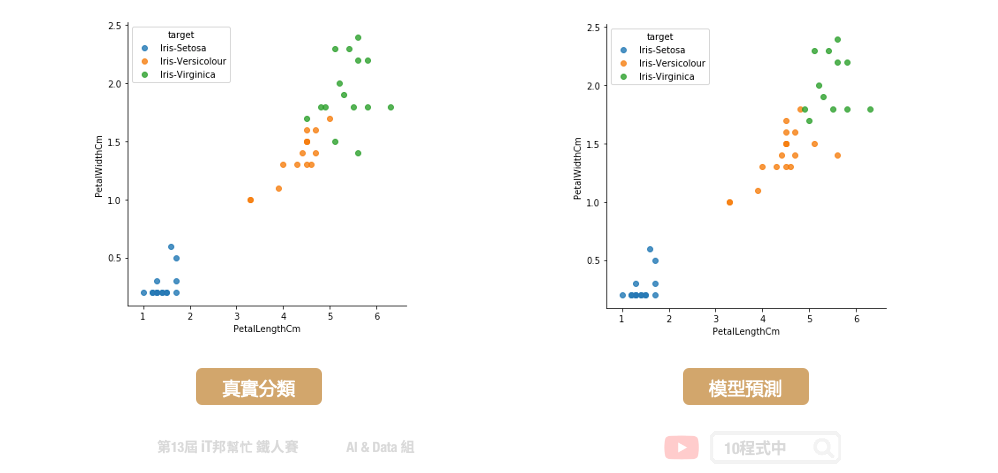 target
Iris-Setosa
Iris-Versicolour
Iris-Virginica
PetalWidthCm
2.5
2.0
1.5
1.0
0.5
1 2 3 4 5 6
PetalLengthCm
真實分類
target
Iris-Setosa
Iris-Versicolour
Iris-Virginica
PetalWidthCm
2.5
2.0
1.5
1.0
0.5
1 2 3 4 5 6
PetalLengthCm
模型預測
第13屆 iT邦幫忙 鐵人賽 AI & Data 組
10程式中